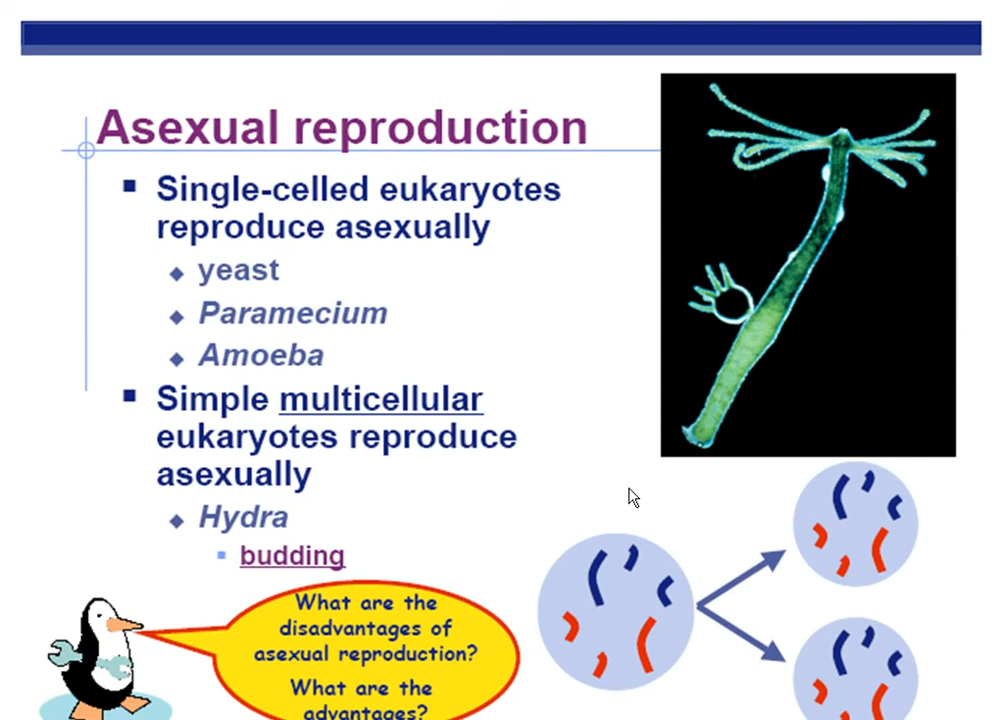 Asexual reproduction
Single-celled eukaryotes
reproduce asexually
yeast
Paramecium
Amoeba
Simple multicellular
eukaryotes reproduce
asexually
Hydra
budding
What are the
disadvantages of
asexual reproduction?
What are the
advantages?